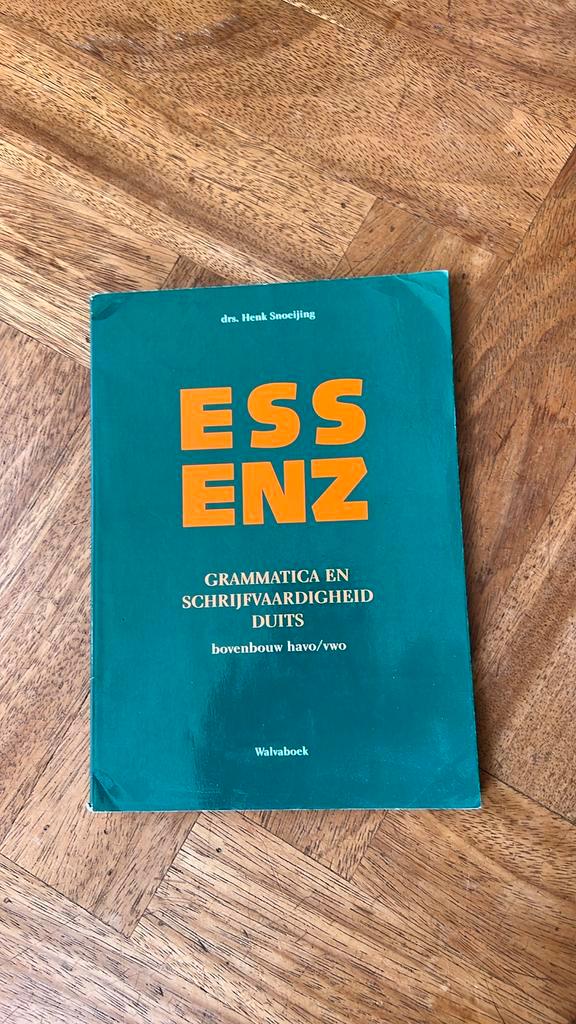 drs. Henk Snoeijing
ESS
ENZ
GRAMMATICA EN
SCHRIJFVAARDIGHEID
DUITS
bovenbouw havo/vwo
Walvaboek